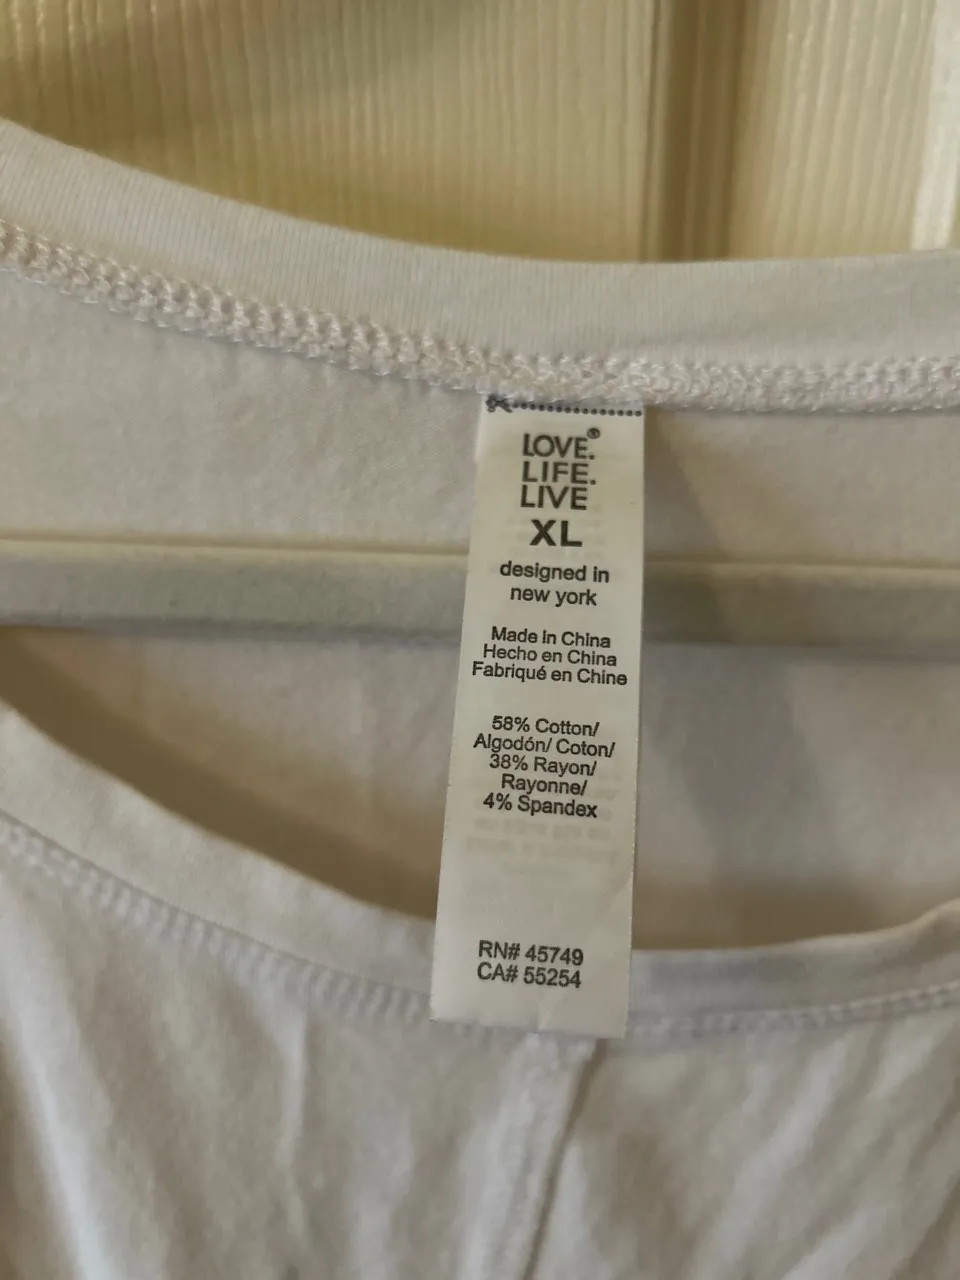 LOVE.®
LIFE.
LIVE
XL
designed in
new york
Made in China
Hecho en China
Fabriqué en Chine
58% Cotton/
Algodón/ Coton/
38% Rayon/
Rayonne/
4% Spandex
RN# 45749
CA# 55254